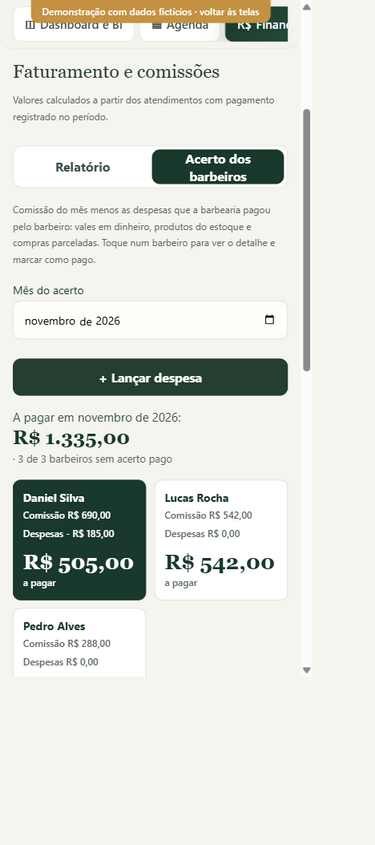 Demonstração com dados fictícios - voltar às telas
Dashboard e BI
Agenda
R$
Faturamento e comissões
Valores calculados a partir dos atendimentos com pagamento
registrado no período.
Relatório
Acerto dos
barbeiros
Comissão do mês menos as despesas que a barbearia pagou
pelo barbeiro: vales em dinheiro, produtos do estoque e
compras parceladas. Toque num barbeiro para ver o detalhe e
marcar como pago.
Mês do acerto
novembro de 2026
+ Lançar despesa
A pagar em novembro de 2026:
R$ 1.335,00
· 3 de 3 barbeiros sem acerto pago
Daniel Silva
Comissão R$ 690,00
Despesas - R$ 185,00
R$ 505,00
a pagar
Lucas Rocha
Comissão R$ 542,00
Despesas R$ 0,00
R$ 542,00
a pagar
Pedro Alves
Comissão R$ 288,00
Despesas R$ 0,00